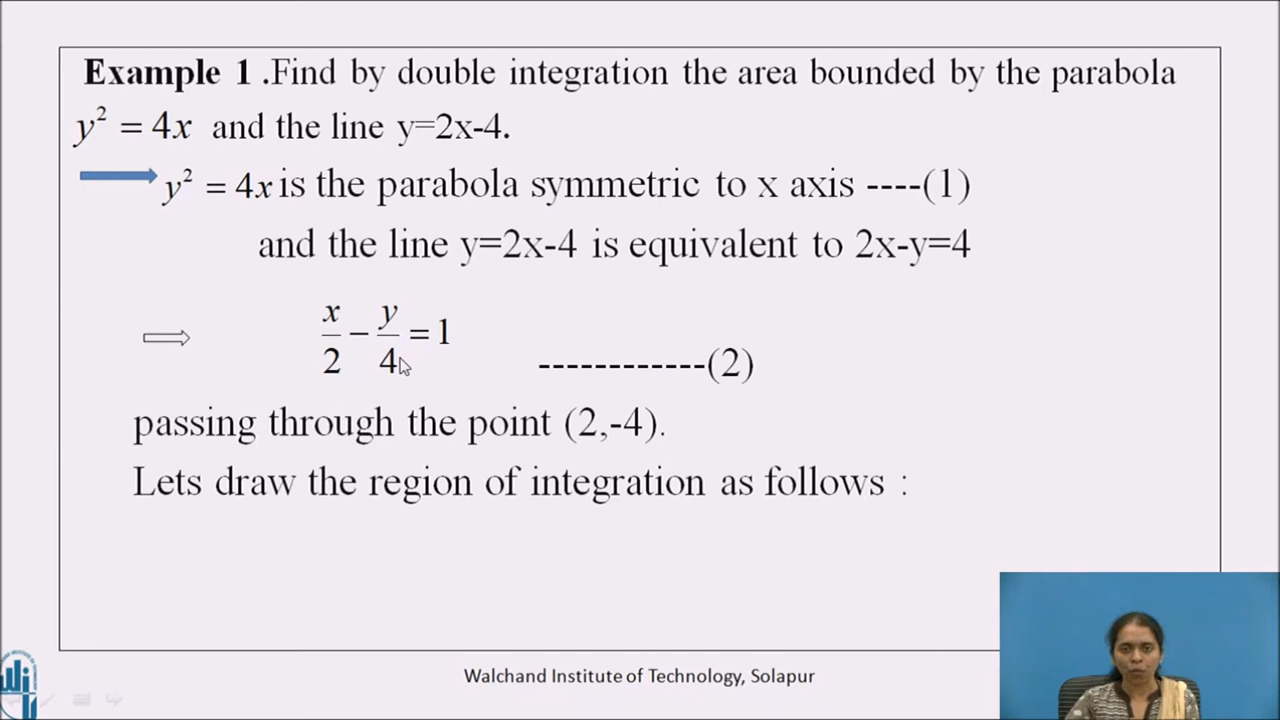 Example 1 .Find by double integration the area bounded by the parabola
y² = 4x and the line y=2x-4.
y² = 4x is the parabola symmetric to x axis ----(1)
and the line y=2x-4 is equivalent to 2x-y=4
x/2 − y/4 = 1 ------------(2)
passing through the point (2,-4).
Lets draw the region of integration as follows :
Walchand Institute of Technology, Solapur